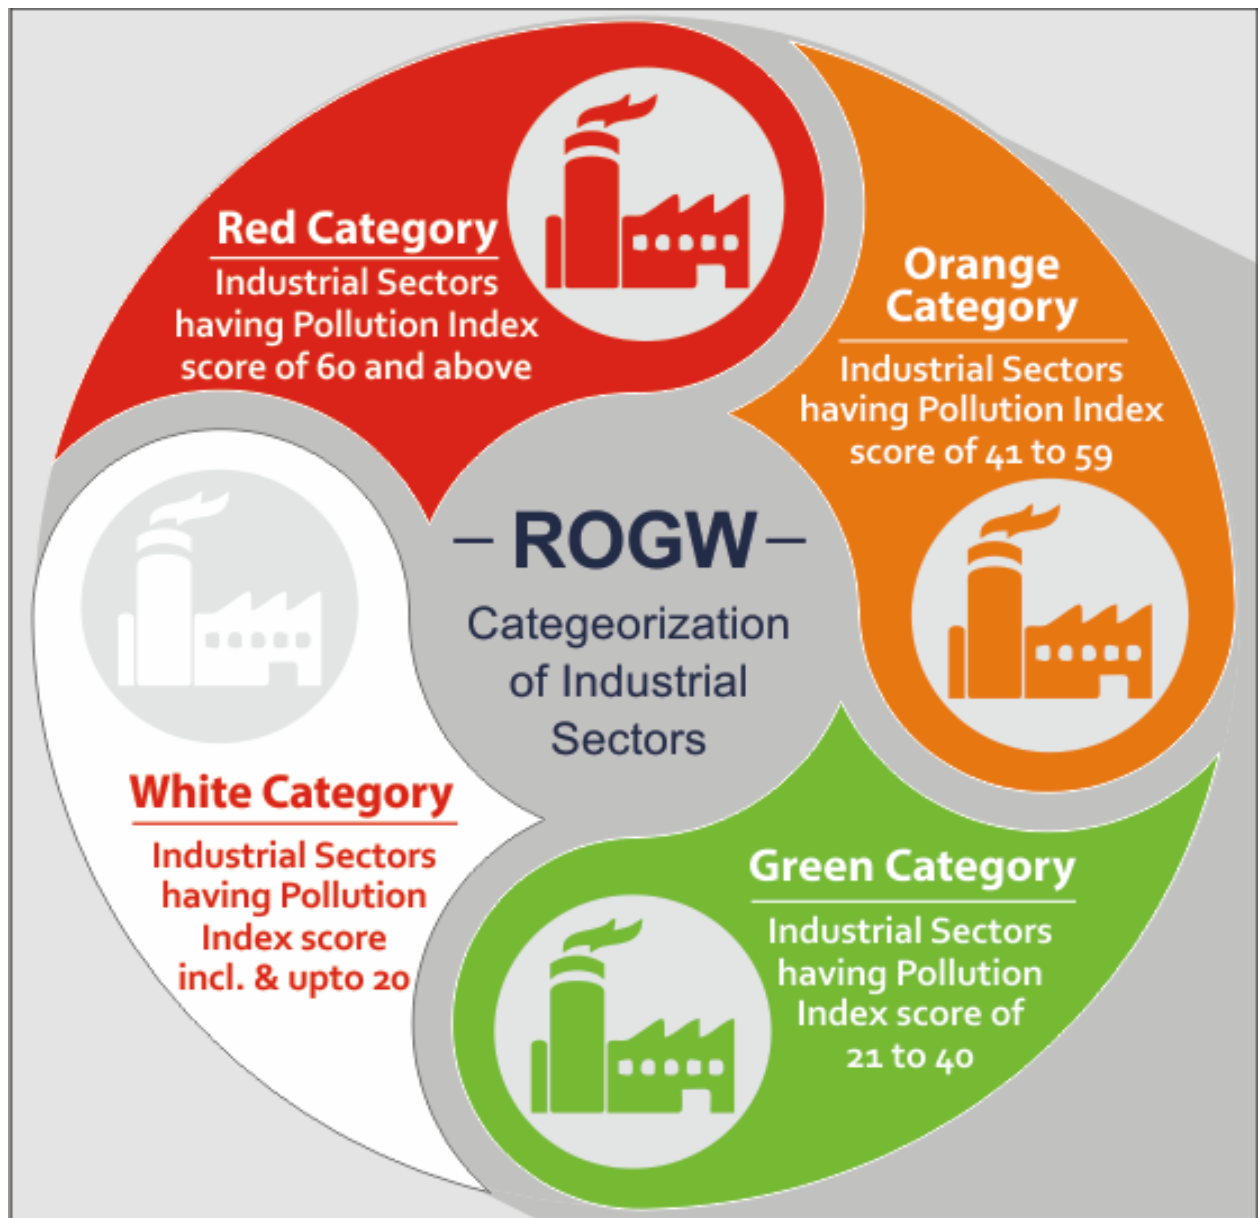 Red Category
Industrial Sectors
having Pollution Index
score of 60 and above
Orange
Category
Industrial Sectors
having Pollution Index
score of 41 to 59
– ROGW –
Categeorization
of Industrial
Sectors
White Category
Industrial Sectors
having Pollution
Index score
incl. & upto 20
Green Category
Industrial Sectors
having Pollution
Index score of
21 to 40